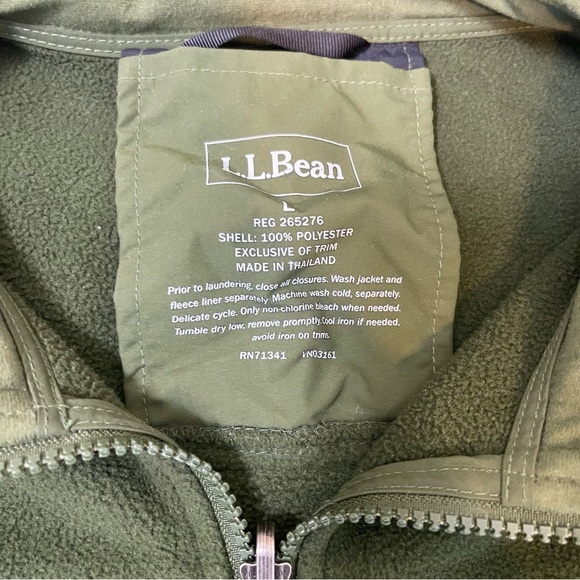 L.L.Bean
L
REG 265276
SHELL: 100% POLYESTER
EXCLUSIVE OF TRIM
MADE IN THAILAND
Prior to laundering, close all closures. Wash jacket and
fleece liner separately. Machine wash cold, separately.
Delicate cycle. Only non-chlorine bleach when needed.
Tumble dry low, remove promptly. Cool iron if needed.
avoid iron on trims.
RN71341 VN03161